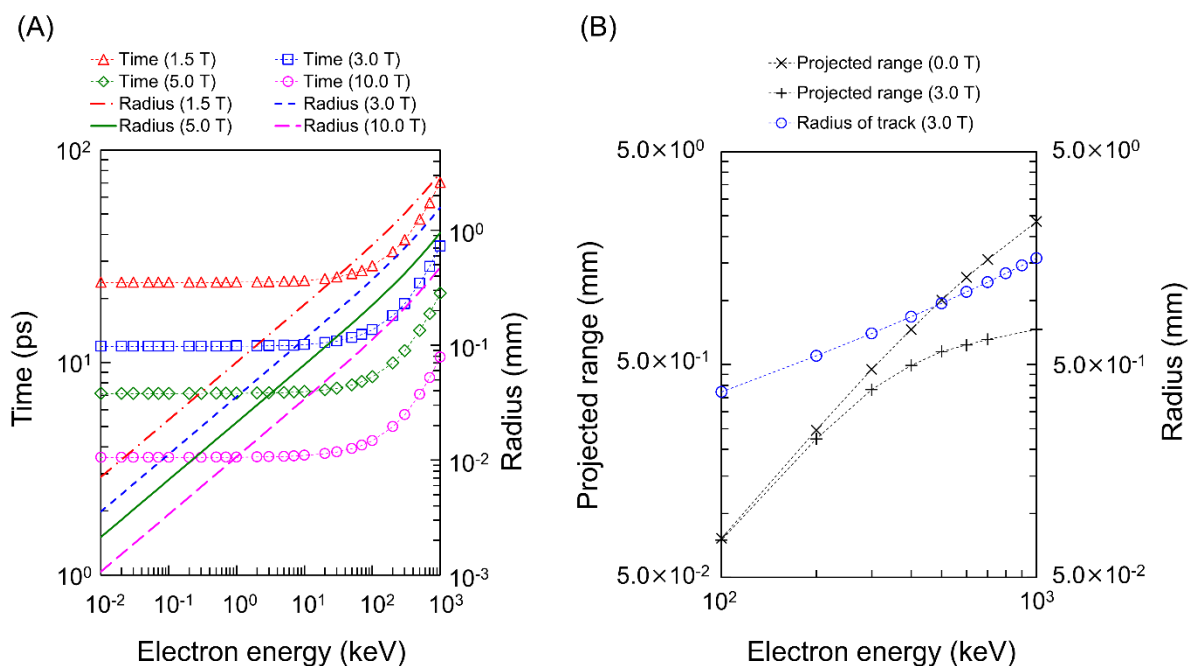 (A)
Time (1.5 T) Time (3.0 T)
Time (5.0 T) Time (10.0 T)
Radius (1.5 T) Radius (3.0 T)
Radius (5.0 T) Radius (10.0 T)
10² 10¹ 10⁰
Time (ps)
10⁰ 10⁻¹ 10⁻² 10⁻³
Radius (mm)
10⁻² 10⁻¹ 10⁰ 10¹ 10² 10³
Electron energy (keV)
(B)
Projected range (0.0 T)
Projected range (3.0 T)
Radius of track (3.0 T)
5.0×10⁰ 5.0×10⁻¹ 5.0×10⁻²
Projected range (mm)
5.0×10⁰ 5.0×10⁻¹ 5.0×10⁻²
Radius (mm)
10² 10³
Electron energy (keV)